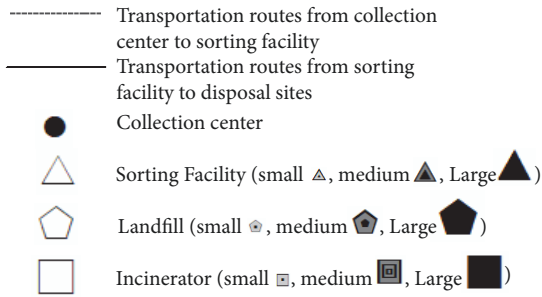 Transportation routes from collection
center to sorting facility
Transportation routes from sorting
facility to disposal sites
Collection center
Sorting Facility (small , medium , Large )
Landfill (small , medium , Large )
Incinerator (small , medium , Large )